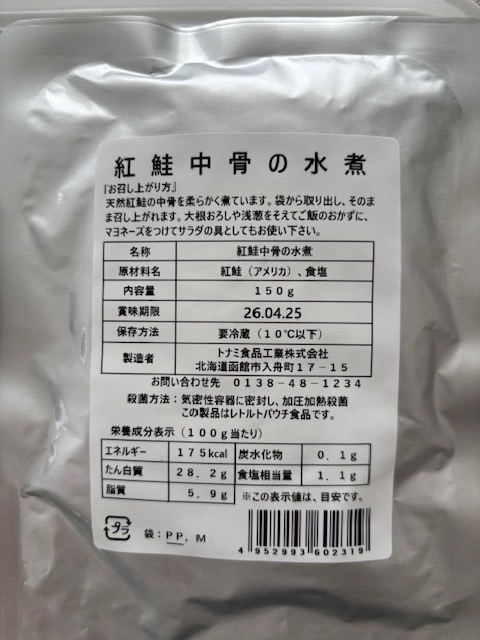 紅鮭中骨の水煮
『お召し上がり方』
天然紅鮭の中骨を柔らかく煮ています。袋から取り出し、そのま
ま召し上がれます。大根おろしや浅葱をそえてご飯のおかずに、
マヨネーズをつけてサラダの具としてもお使い下さい。
名称 紅鮭中骨の水煮
原材料名 紅鮭（アメリカ）、食塩
内容量 150g
賞味期限 26.04.25
保存方法 要冷蔵（10℃以下）
製造者 トナミ食品工業株式会社
北海道函館市入舟町17-15
お問い合わせ先 0138-48-1234
殺菌方法：気密性容器に密封し、加圧加熱殺菌
この製品はレトルトパウチ食品です。
栄養成分表示（100g当たり）
エネルギー 175kcal 炭水化物 0.1g
たん白質 28.2g 食塩相当量 1.1g
脂質 5.9g ※この表示値は、目安です。
プラ 袋：PP，M
4 952993 602319